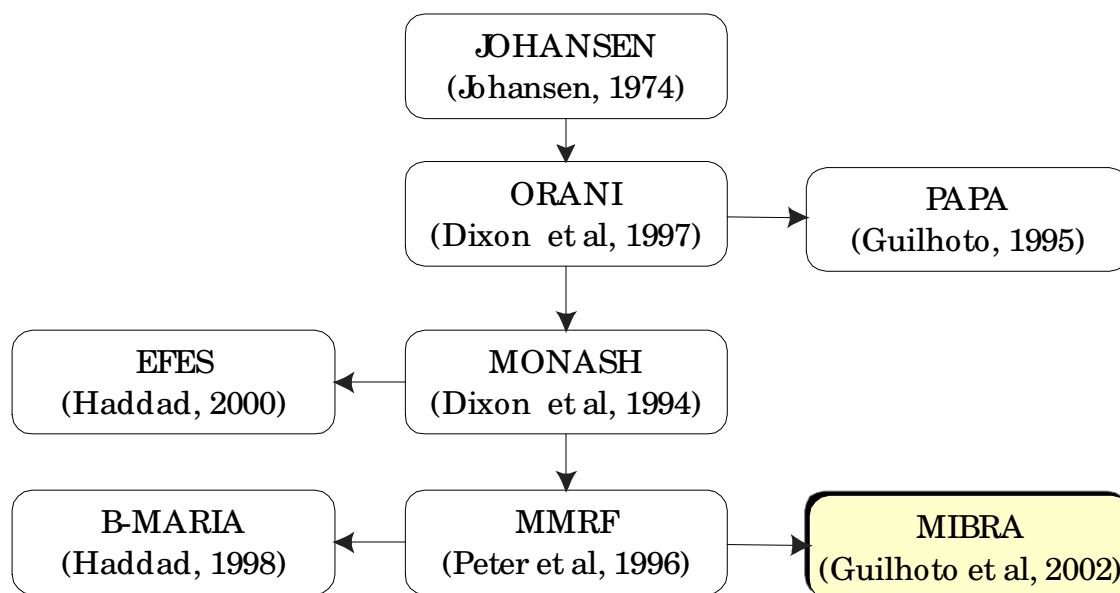 JOHANSEN
(Johansen, 1974)
ORANI
(Dixon et al, 1997)
PAPA
(Guilhoto, 1995)
EFES
(Haddad, 2000)
MONASH
(Dixon et al, 1994)
B-MARIA
(Haddad, 1998)
MMRF
(Peter et al, 1996)
MIBRA
(Guilhoto et al, 2002)